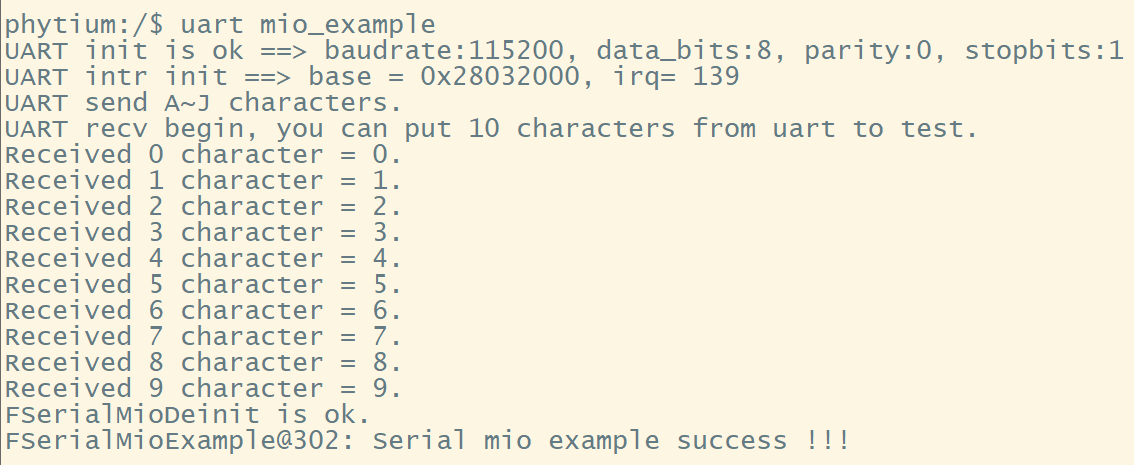 phytium:/$ uart mio_example
UART init is ok ==> baudrate:115200, data_bits:8, parity:0, stopbits:1
UART intr init ==> base = 0x28032000, irq= 139
UART send A~J characters.
UART recv begin, you can put 10 characters from uart to test.
Received 0 character = 0.
Received 1 character = 1.
Received 2 character = 2.
Received 3 character = 3.
Received 4 character = 4.
Received 5 character = 5.
Received 6 character = 6.
Received 7 character = 7.
Received 8 character = 8.
Received 9 character = 9.
FSerialMioDeinit is ok.
FSerialMioExample@302: Serial mio example success !!!